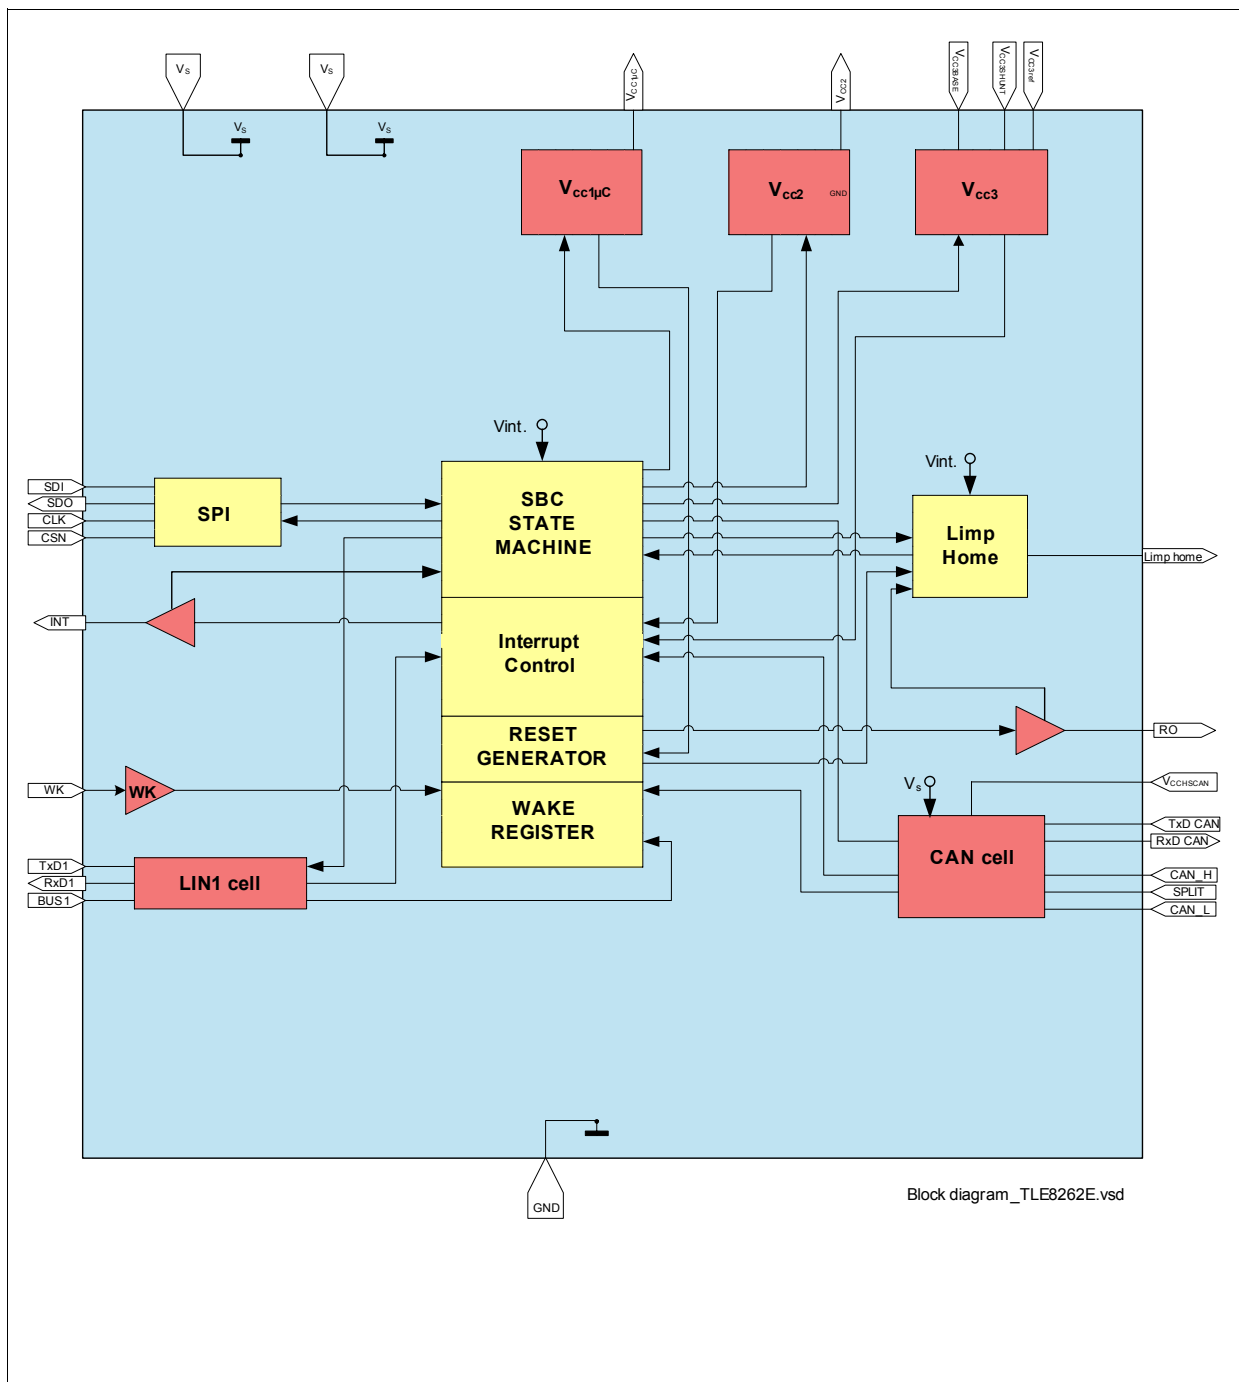 Vs
Vs
VCC1µC
VCC2
VCC3BASE
VCC3SHUNT
VCC3ref
Vs
Vs
Vcc1µC
Vcc2
GND
Vcc3
Vint.
Vint.
SDI
SDO
CLK
CSN
SPI
SBC
STATE
MACHINE
Limp
Home
Limp home
INT
Interrupt
Control
RESET
GENERATOR
RO
WK
WK
WAKE
REGISTER
Vs
VCCHSCAN
TxD CAN
RxD CAN
CAN cell
CAN_H
SPLIT
CAN_L
TxD1
RxD1
BUS1
LIN1 cell
GND
Block diagram_TLE8262E.vsd